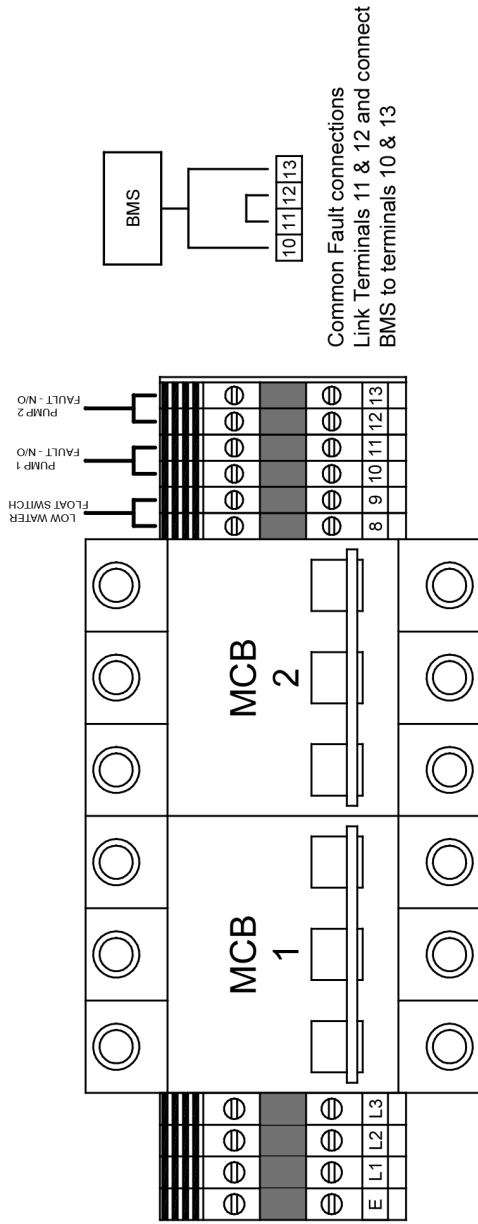 E
L1
L2
L3
MCB
1
MCB
2
8
9
10
11
12
13
LOW WATER
FLOAT SWITCH
PUMP 1
FAULT - N/O
PUMP 2
FAULT - N/O
BMS
10
11
12
13
Common Fault connections
Link Terminals 11 & 12 and connect
BMS to terminals 10 & 13